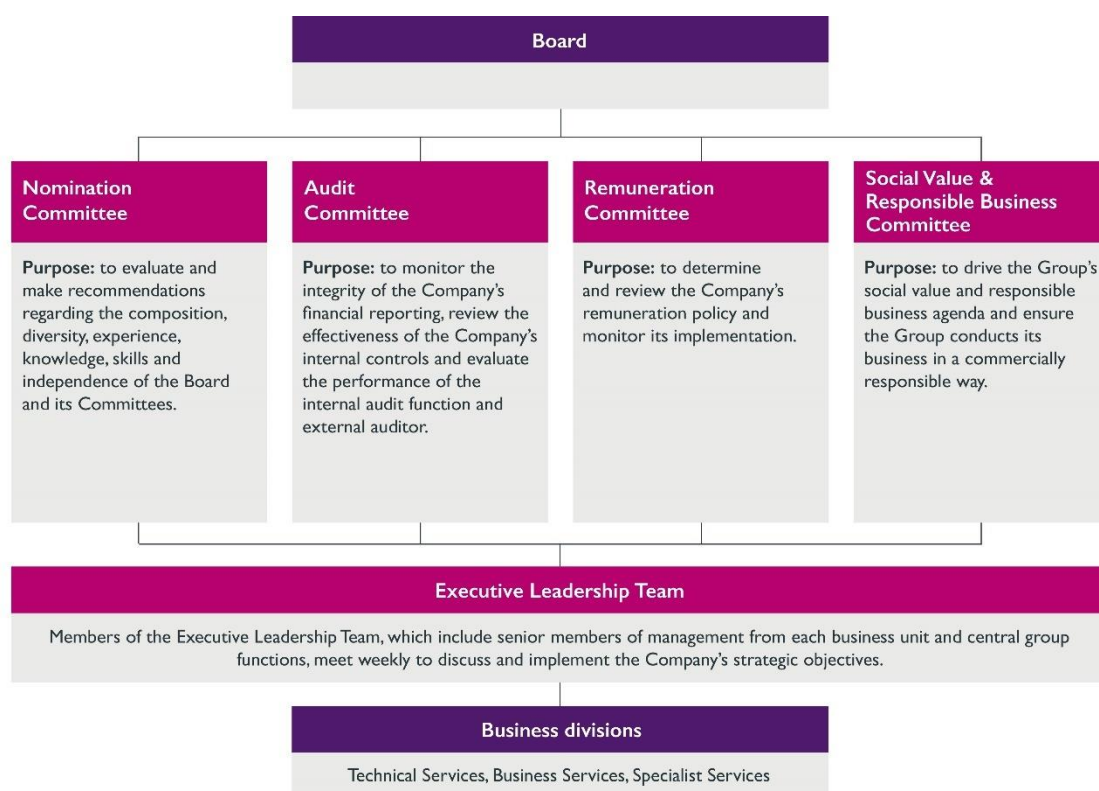 Board
Nomination
Committee
Purpose: to evaluate and
make recommendations
regarding the composition,
diversity, experience,
knowledge, skills and
independence of the Board
and its Committees.
Audit
Committee
Purpose: to monitor the
integrity of the Company's
financial reporting, review the
effectiveness of the Company's
internal controls and evaluate
the performance of the
internal audit function and
external auditor.
Remuneration
Committee
Purpose: to determine
and review the Company's
remuneration policy and
monitor its implementation.
Social Value &
Responsible Business
Committee
Purpose: to drive the Group's
social value and responsible
business agenda and ensure
the Group conducts its
business in a commercially
responsible way.
Executive Leadership Team
Members of the Executive Leadership Team, which include senior members of management from each business unit and central group
functions, meet weekly to discuss and implement the Company's strategic objectives.
Business divisions
Technical Services, Business Services, Specialist Services